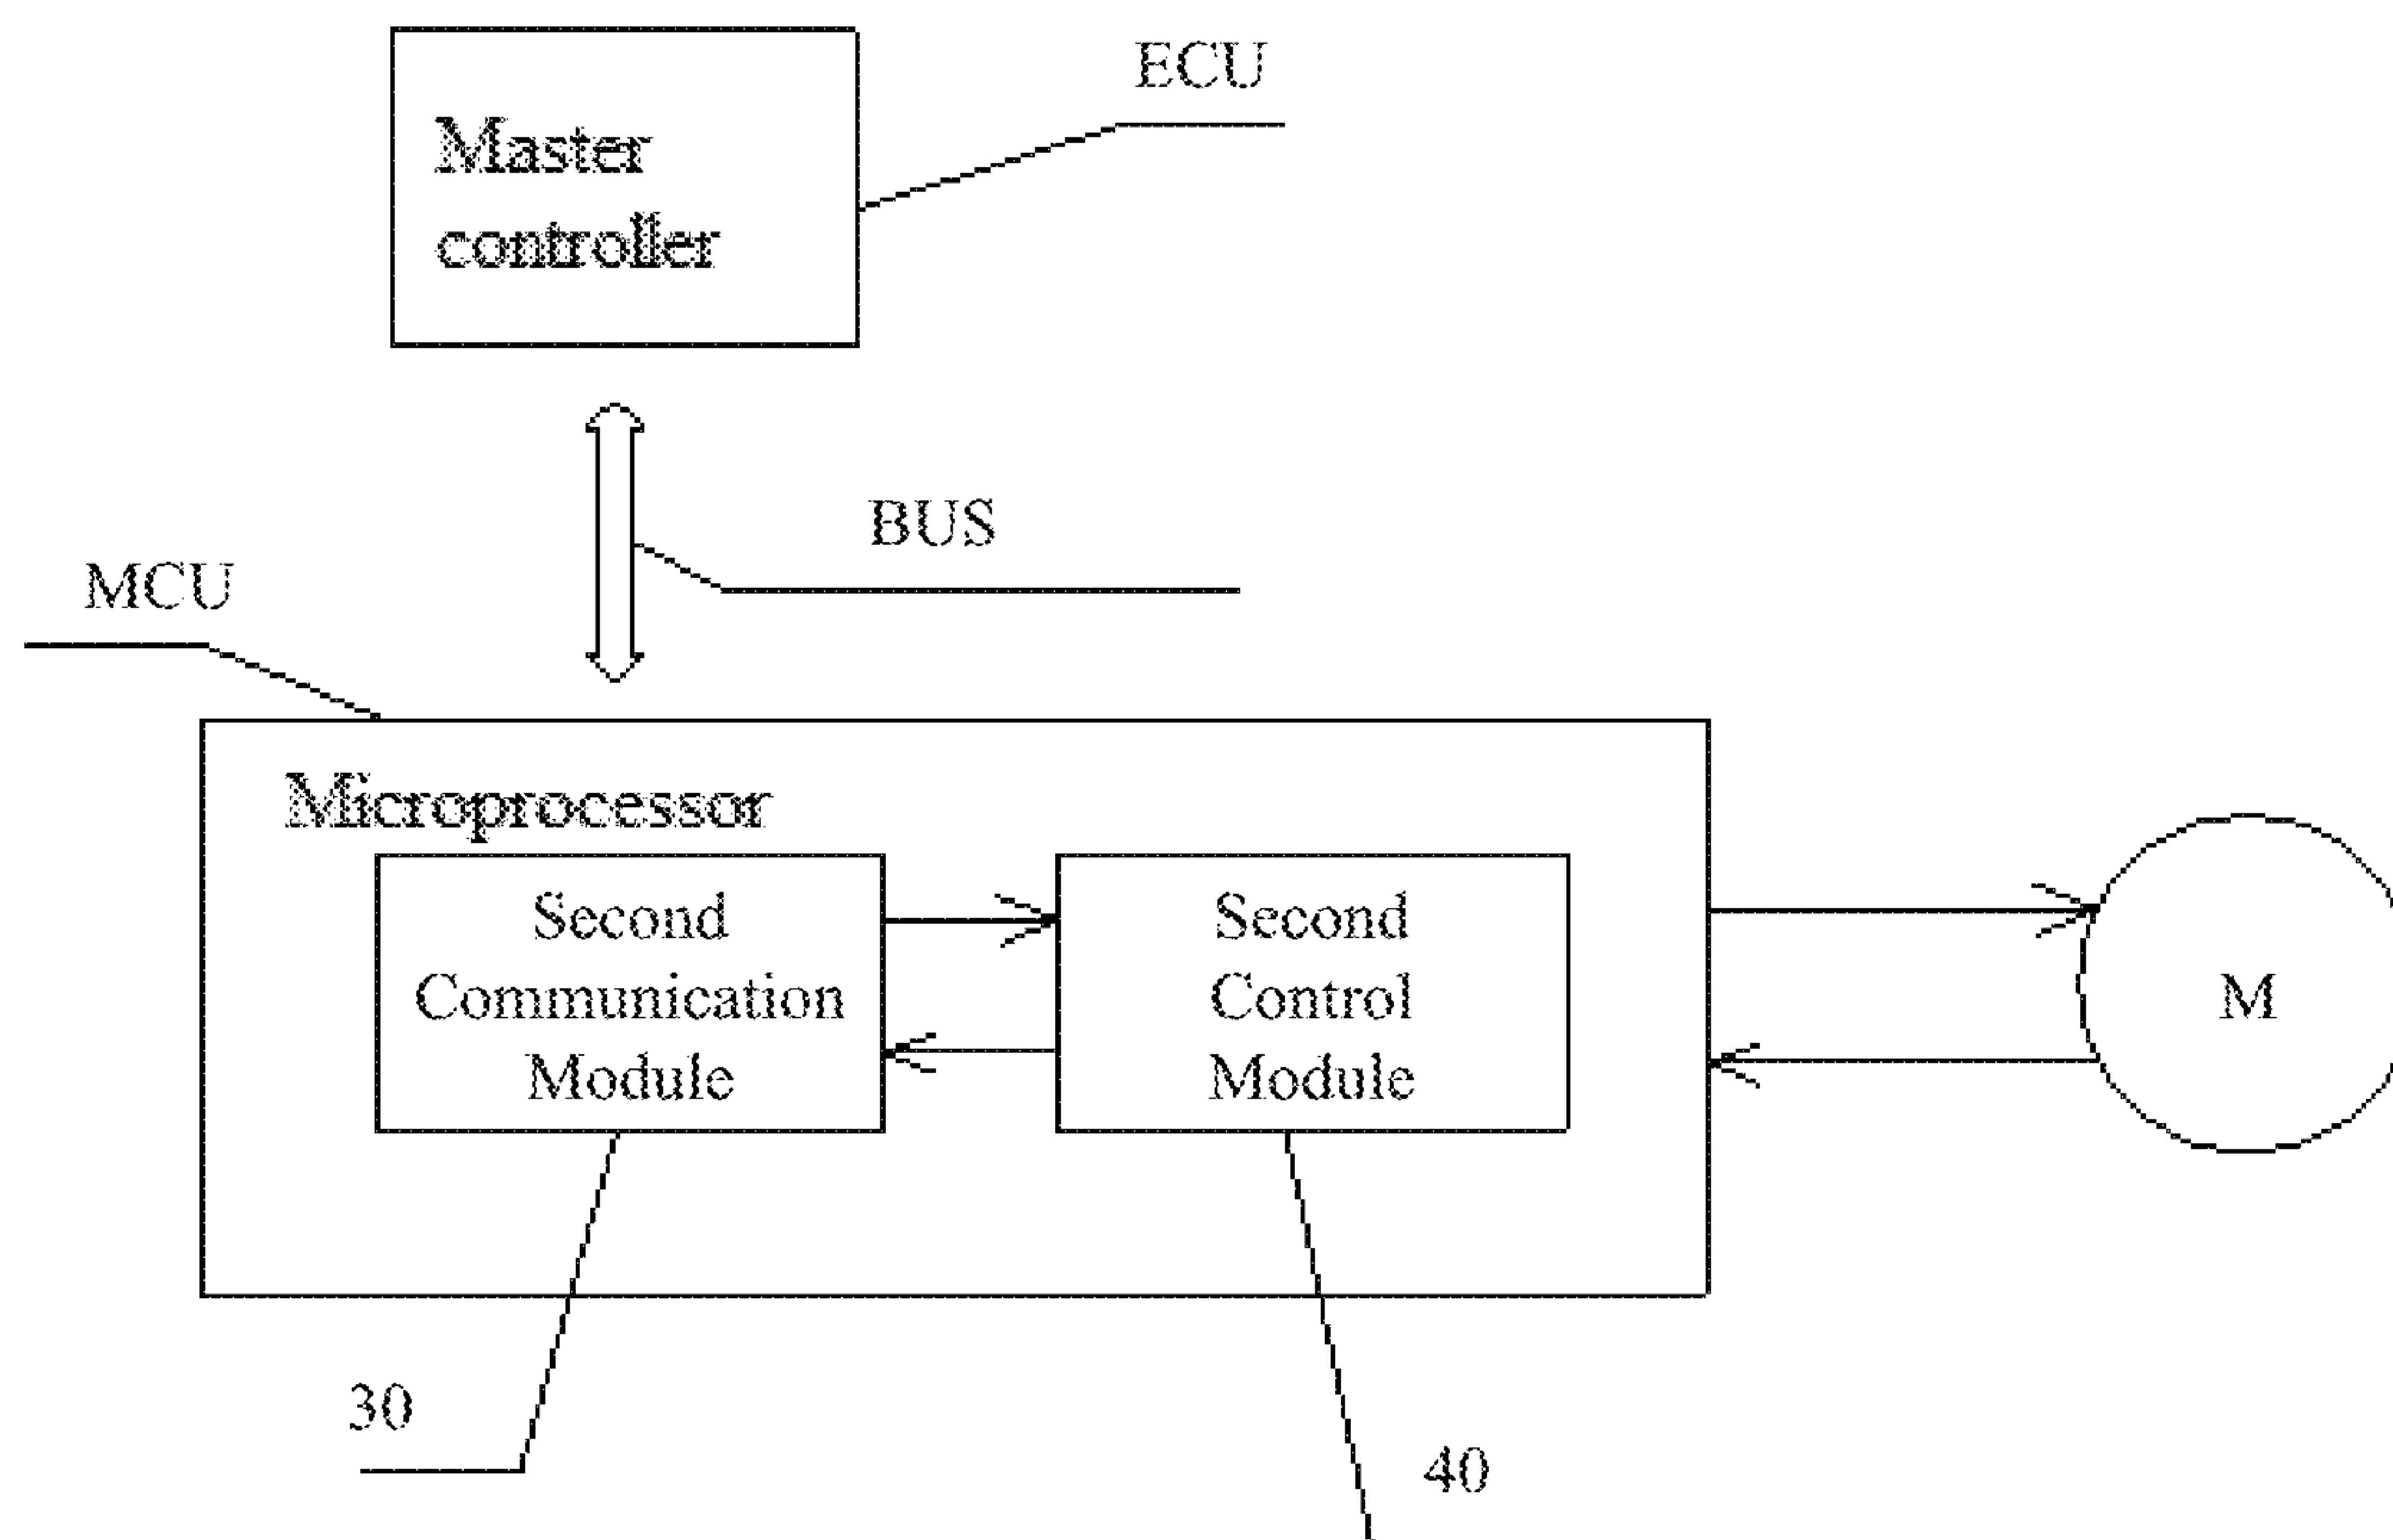 ECU
Master
controller
BUS
MCU
Microprocessor
Second
Communication
Module
Second
Control
Module
M
30
40